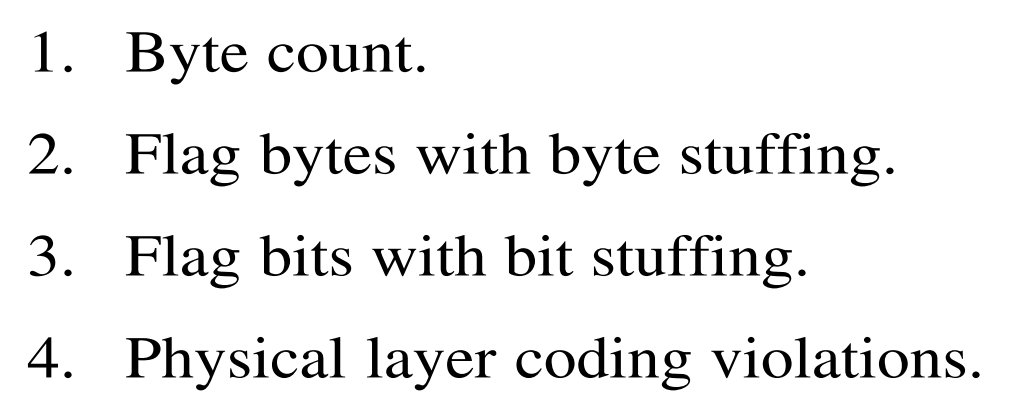 1. Byte count.
2. Flag bytes with byte stuffing.
3. Flag bits with bit stuffing.
4. Physical layer coding violations.